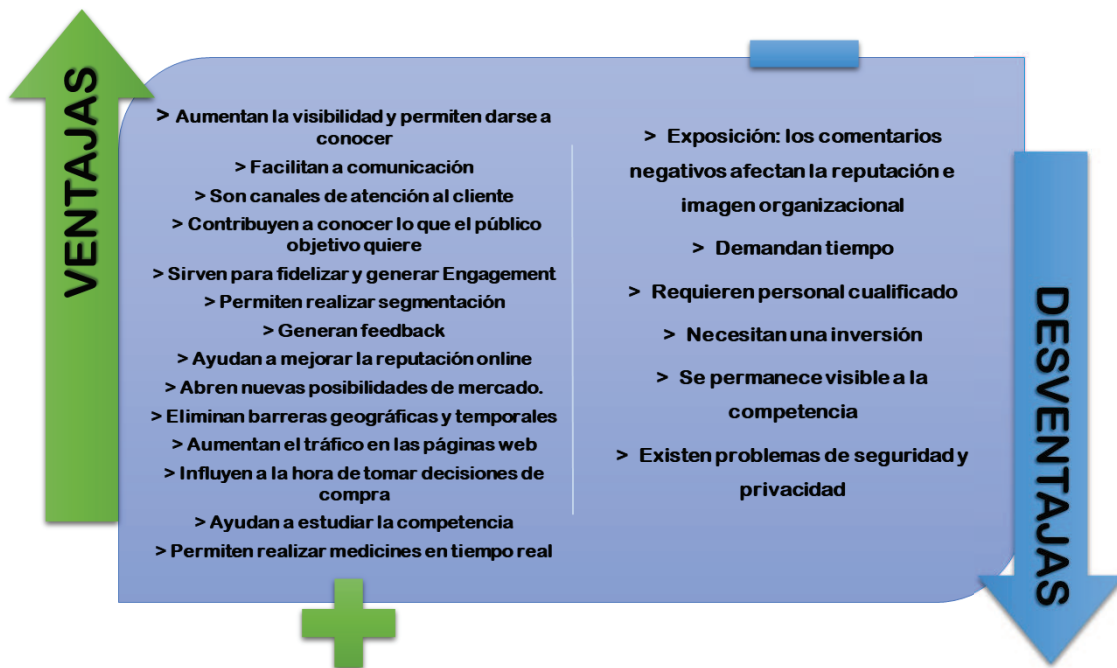 VENTAJAS
> Aumentan la visibilidad y permiten darse a
conocer
> Facilitan a comunicación
> Son canales de atención al cliente
> Contribuyen a conocer lo que el público
objetivo quiere
> Sirven para fidelizar y generar Engagement
> Permiten realizar segmentación
> Generan feedback
> Ayudan a mejorar la reputación online
> Abren nuevas posibilidades de mercado.
> Eliminan barreras geográficas y temporales
> Aumentan el tráfico en las páginas web
> Influyen a la hora de tomar decisiones de
compra
> Ayudan a estudiar la competencia
> Permiten realizar medicines en tiempo real
> Exposición: los comentarios
negativos afectan la reputación e
imagen organizacional
> Demandan tiempo
> Requieren personal cualificado
> Necesitan una inversión
> Se permanece visible a la
competencia
> Existen problemas de seguridad y
privacidad
DESVENTAJAS